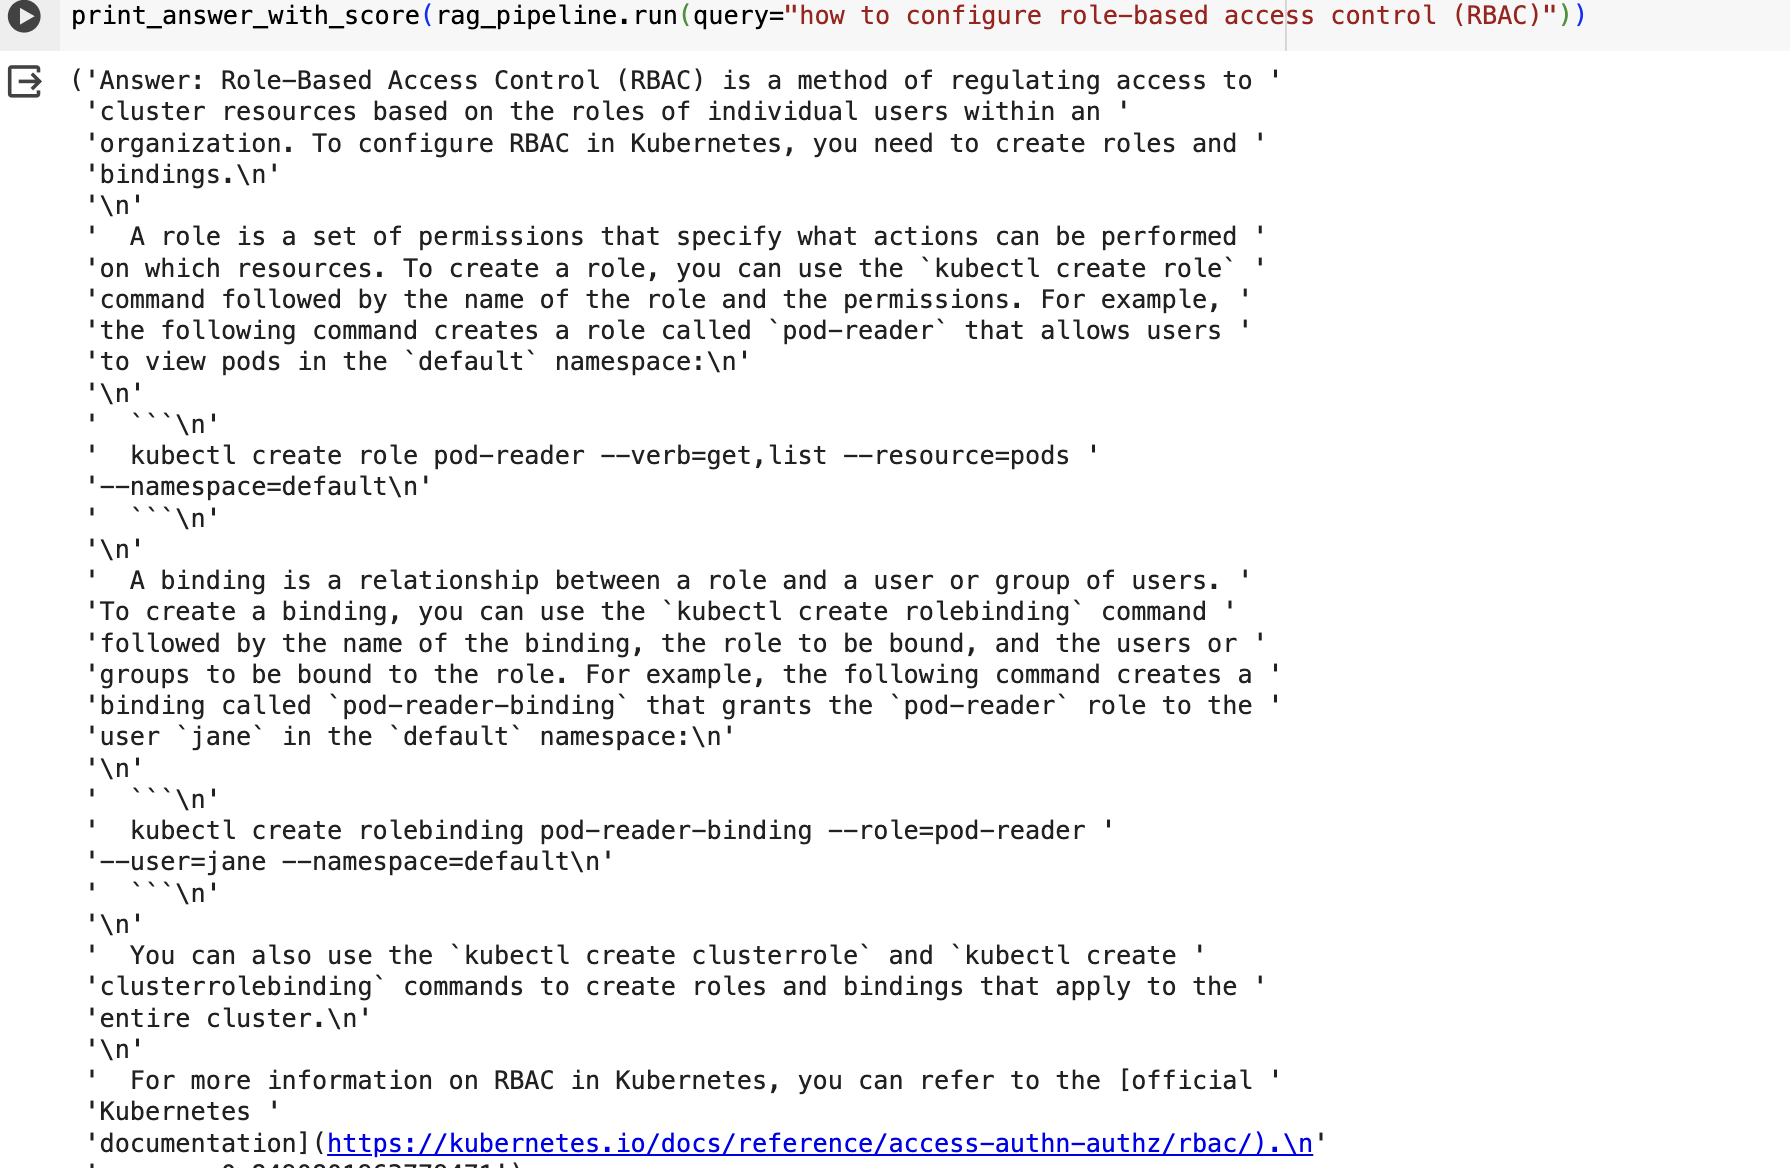 print_answer_with_score(rag_pipeline.run(query="how to configure role-based access control (RBAC)"))
('Answer: Role-Based Access Control (RBAC) is a method of regulating access to '
'cluster resources based on the roles of individual users within an '
'organization. To configure RBAC in Kubernetes, you need to create roles and '
'bindings.\n'
'\n'
'  A role is a set of permissions that specify what actions can be performed '
'on which resources. To create a role, you can use the `kubectl create role` '
'command followed by the name of the role and the permissions. For example, '
'the following command creates a role called `pod-reader` that allows users '
'to view pods in the `default` namespace:\n'
'\n'
'  ```\n'
'  kubectl create role pod-reader --verb=get,list --resource=pods '
'--namespace=default\n'
'  ```\n'
'\n'
'  A binding is a relationship between a role and a user or group of users. '
'To create a binding, you can use the `kubectl create rolebinding` command '
'followed by the name of the binding, the role to be bound, and the users or '
'groups to be bound to the role. For example, the following command creates a '
'binding called `pod-reader-binding` that grants the `pod-reader` role to the '
'user `jane` in the `default` namespace:\n'
'\n'
'  ```\n'
'  kubectl create rolebinding pod-reader-binding --role=pod-reader '
'--user=jane --namespace=default\n'
'  ```\n'
'\n'
'  You can also use the `kubectl create clusterrole` and `kubectl create '
'clusterrolebinding` commands to create roles and bindings that apply to the '
'entire cluster.\n'
'\n'
'  For more information on RBAC in Kubernetes, you can refer to the [official '
'Kubernetes '
'documentation](https://kubernetes.io/docs/reference/access-authn-authz/rbac/).\n'